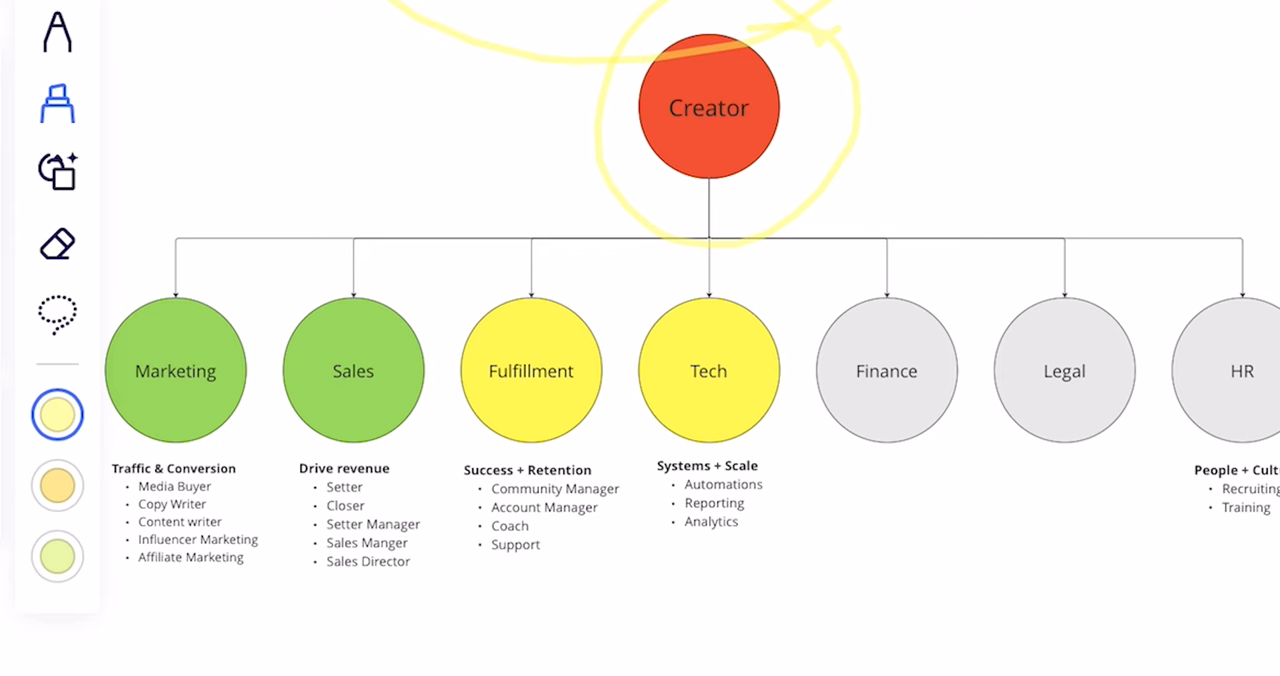 Creator
Marketing
Sales
Fulfillment
Tech
Finance
Legal
HR
Traffic & Conversion
• Media Buyer
• Copy Writer
• Content writer
• Influencer Marketing
• Affiliate Marketing
Drive revenue
• Setter
• Closer
• Setter Manager
• Sales Manger
• Sales Director
Success + Retention
• Community Manager
• Account Manager
• Coach
• Support
Systems + Scale
• Automations
• Reporting
• Analytics
People +
• Recruiting
• Training